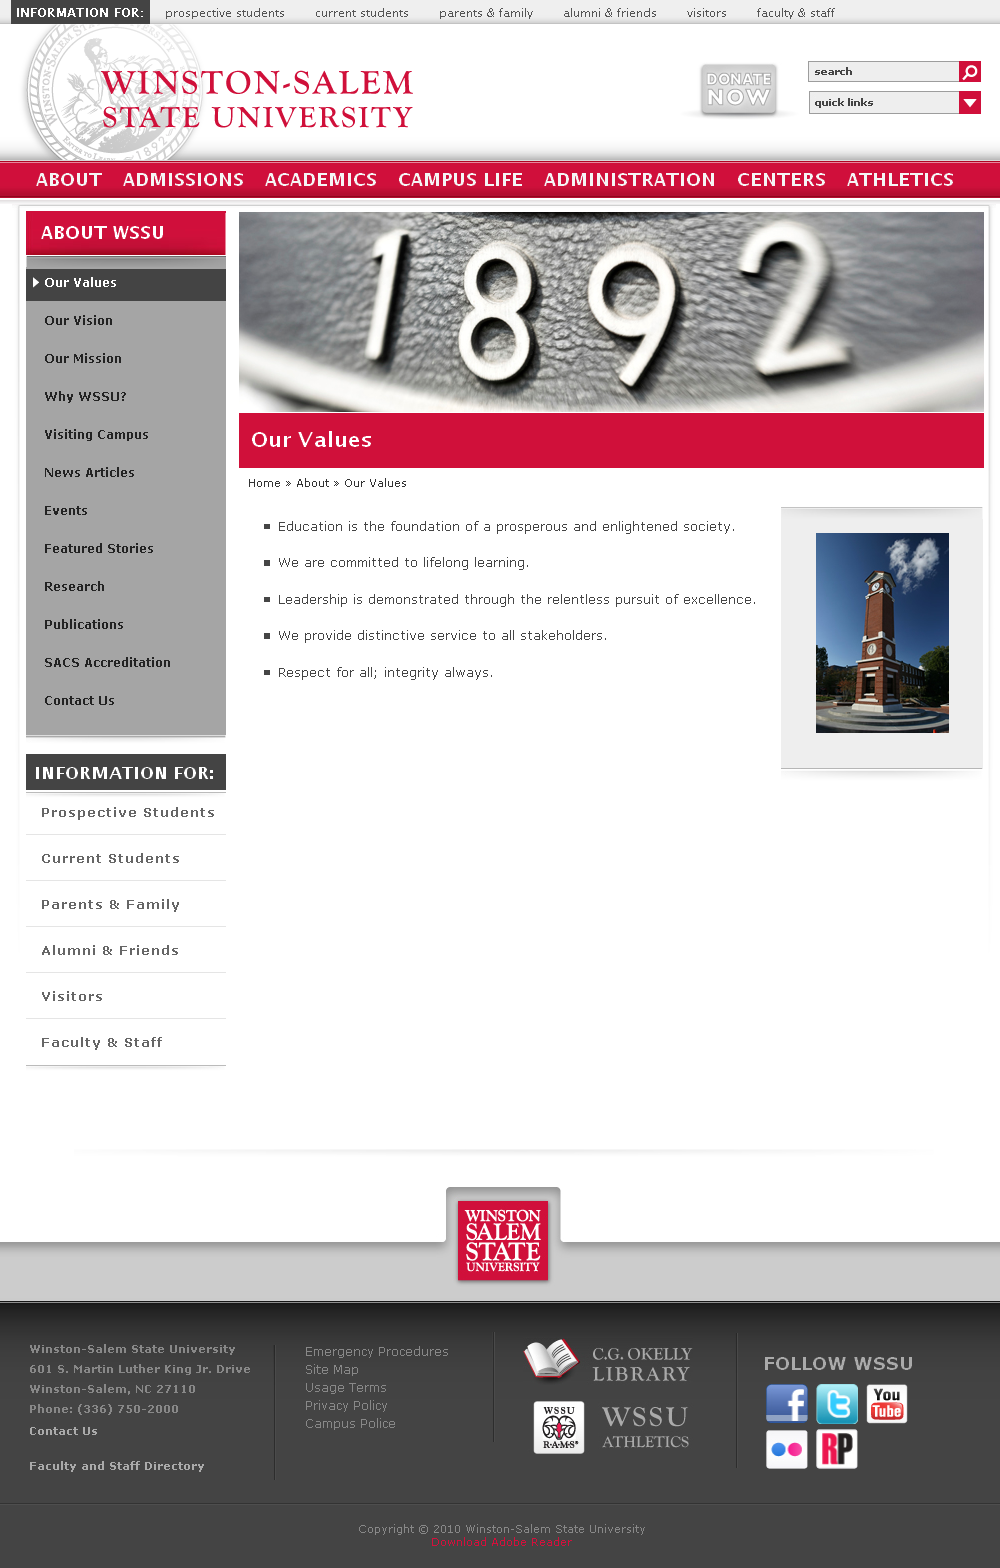 INFORMATION FOR: prospective students current students parents & family alumni & friends visitors faculty & staff
WINSTON-SALEM
STATE UNIVERSITY
DONATE
NOW
search
quick links
ABOUT ADMISSIONS ACADEMICS CAMPUS LIFE ADMINISTRATION CENTERS ATHLETICS
ABOUT WSSU
Our Values
Our Vision
Our Mission
Why WSSU?
Visiting Campus
News Articles
Events
Featured Stories
Research
Publications
SACS Accreditation
Contact Us
INFORMATION FOR:
Prospective Students
Current Students
Parents & Family
Alumni & Friends
Visitors
Faculty & Staff
1892
Our Values
Home » About » Our Values
Education is the foundation of a prosperous and enlightened society.
We are committed to lifelong learning.
Leadership is demonstrated through the relentless pursuit of excellence.
We provide distinctive service to all stakeholders.
Respect for all; integrity always.
WINSTON
SALEM
STATE
UNIVERSITY
Winston-Salem State University
601 S. Martin Luther King Jr. Drive
Winston-Salem, NC 27110
Phone: (336) 750-2000
Contact Us
Faculty and Staff Directory
Emergency Procedures
Site Map
Usage Terms
Privacy Policy
Campus Police
C.G. OKELLY
LIBRARY
WSSU
RAMS
WSSU
ATHLETICS
FOLLOW WSSU
f
t
You
Tube
RP
Copyright © 2010 Winston-Salem State University
Download Adobe Reader